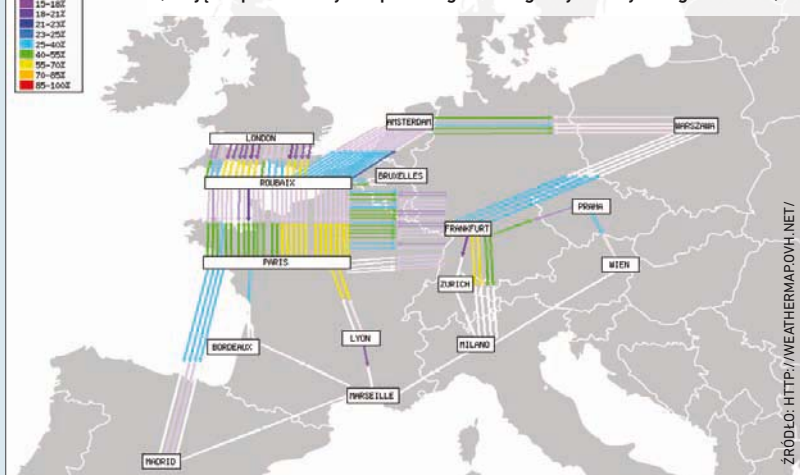 15-18%
18-21%
21-23%
23-25%
25-40%
40-55%
55-70%
70-85%
85-100%
LONDON
AMSTERDAM
WARSZAWA
ROUBAIX
BRUXELLES
PRAHA
FRANKFURT
PARIS
WIEN
ZURICH
BORDEAUX
LYON
MILANO
MARSEILLE
MADRID
ŹRÓDŁO: HTTP://WEATHERMAP.OVH.NET/